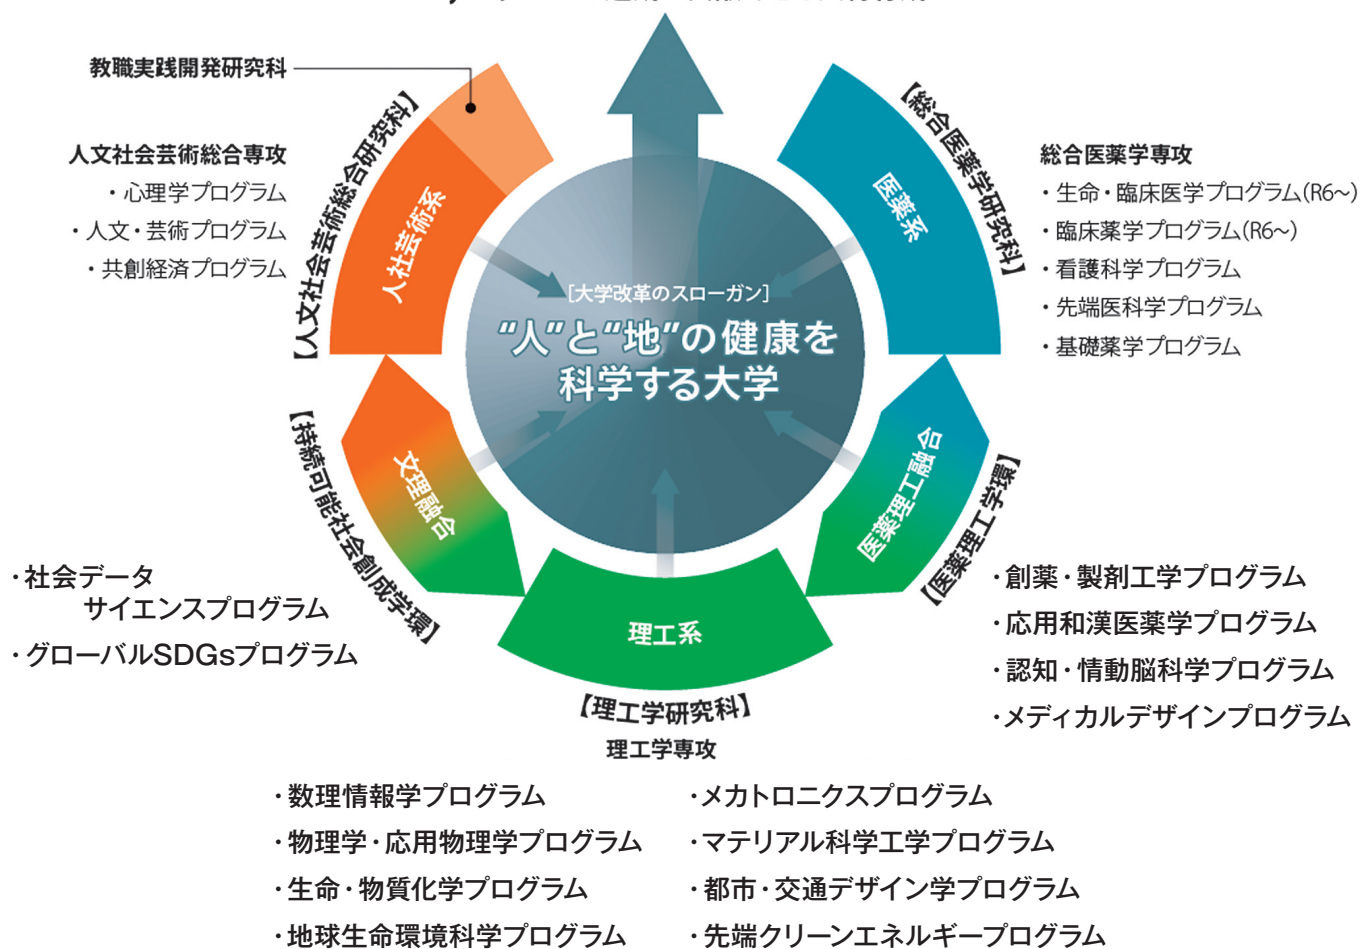 教職実践開発研究科
【人文社会芸術総合研究科】
人文社会芸術総合専攻
・心理学プログラム
・人文・芸術プログラム
・共創経済プログラム
人社芸術系
【総合医薬学研究科】
医薬系
総合医薬学専攻
・生命・臨床医学プログラム(R6~)
・臨床薬学プログラム(R6~)
・看護科学プログラム
・先端医科学プログラム
・基礎薬学プログラム
[大学改革のスローガン]
“人”と“地”の健康を
科学する大学
文理融合
【持続可能社会創成学環】
・社会データ
サイエンスプログラム
・グローバルSDGsプログラム
医薬理工融合
【医薬理工学環】
・創薬・製剤工学プログラム
・応用和漢医薬学プログラム
・認知・情動脳科学プログラム
・メディカルデザインプログラム
理工系
【理工学研究科】
理工学専攻
・数理情報学プログラム
・物理学・応用物理学プログラム
・生命・物質化学プログラム
・地球生命環境科学プログラム
・メカトロニクスプログラム
・マテリアル科学工学プログラム
・都市・交通デザイン学プログラム
・先端クリーンエネルギープログラム